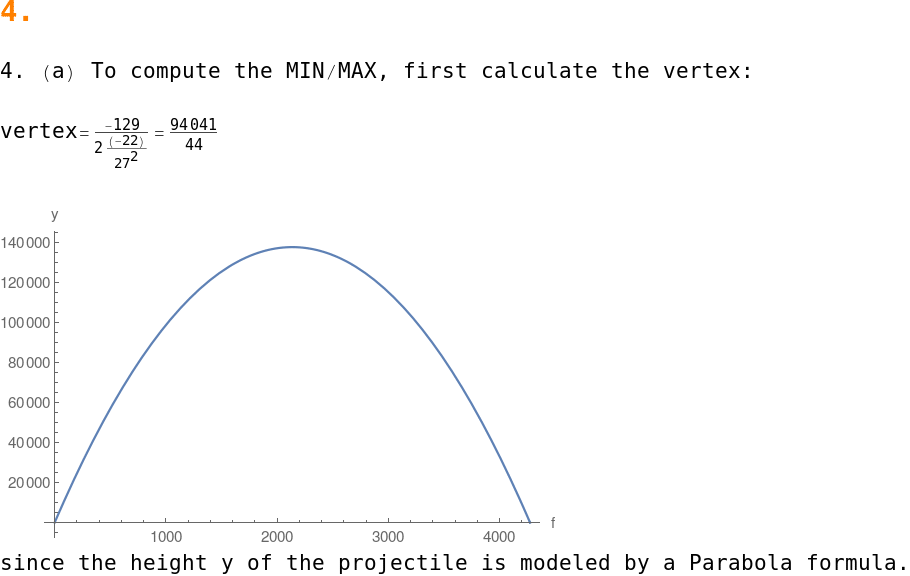 4.
4. (a) To compute the MIN/MAX, first calculate the vertex:
vertex= -129 / (2 (-22)/27^2) = 94041/44
y
140000
120000
100000
80000
60000
40000
20000
1000 2000 3000 4000 f
since the height y of the projectile is modeled by a Parabola formula.